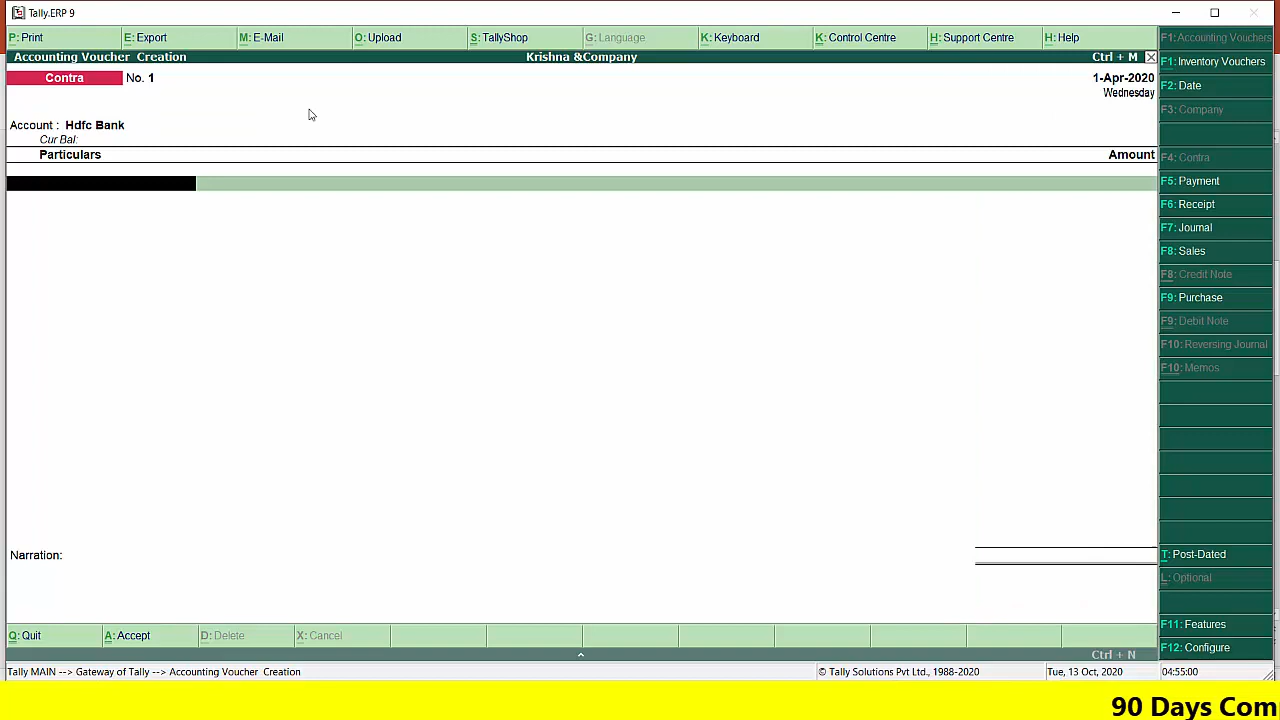 Tally.ERP 9
P: Print E: Export M: E-Mail O: Upload S: TallyShop G: Language K: Keyboard K: Control Centre H: Support Centre H: Help
Accounting Voucher Creation Krishna &Company Ctrl + M
Contra No. 1 1-Apr-2020
Wednesday
Account : Hdfc Bank
Cur Bal:
Particulars Amount
Narration:
F1: Accounting Vouchers
F1: Inventory Vouchers
F2: Date
F3: Company
F4: Contra
F5: Payment
F6: Receipt
F7: Journal
F8: Sales
F8: Credit Note
F9: Purchase
F9: Debit Note
F10: Reversing Journal
F10: Memos
T: Post-Dated
L: Optional
F11: Features
F12: Configure
Q: Quit A: Accept D: Delete X: Cancel
Ctrl + N
Tally MAIN --> Gateway of Tally --> Accounting Voucher Creation © Tally Solutions Pvt Ltd., 1988-2020 Tue, 13 Oct, 2020 04:55:00
90 Days Com